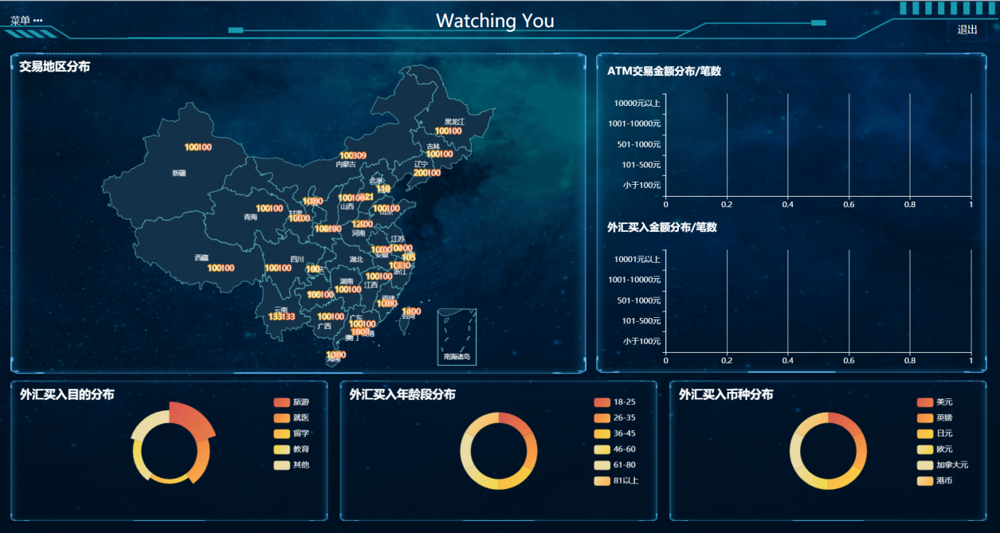 菜单 •••
Watching You
退出
交易地区分布
黑龙江
100100
100100
新疆
吉林
100100
100309
内蒙古
辽宁
200100
北京
110
100100
山西
21
100100
青海
甘肃
100100
山东
100100
12000
河南
江苏
100100
安徽
105
西藏
100100
四川
100100
湖北
浙江
湖南
100100
100100
江西
100100
福建
云南
133133
100100
广西
广东
100100
澳门
台湾
海南
南海诸岛
ATM交易金额分布/笔数
10000元以上
1001-10000元
501-1000元
101-500元
小于100元
0 0.2 0.4 0.6 0.8 1
外汇买入金额分布/笔数
10001元以上
1001-10000元
501-1000元
101-500元
小于100元
0 0.2 0.4 0.6 0.8 1
外汇买入目的分布
旅游
就医
留学
教育
其他
外汇买入年龄段分布
18-25
26-35
36-45
46-60
61-80
81以上
外汇买入币种分布
美元
英镑
日元
欧元
加拿大元
港币